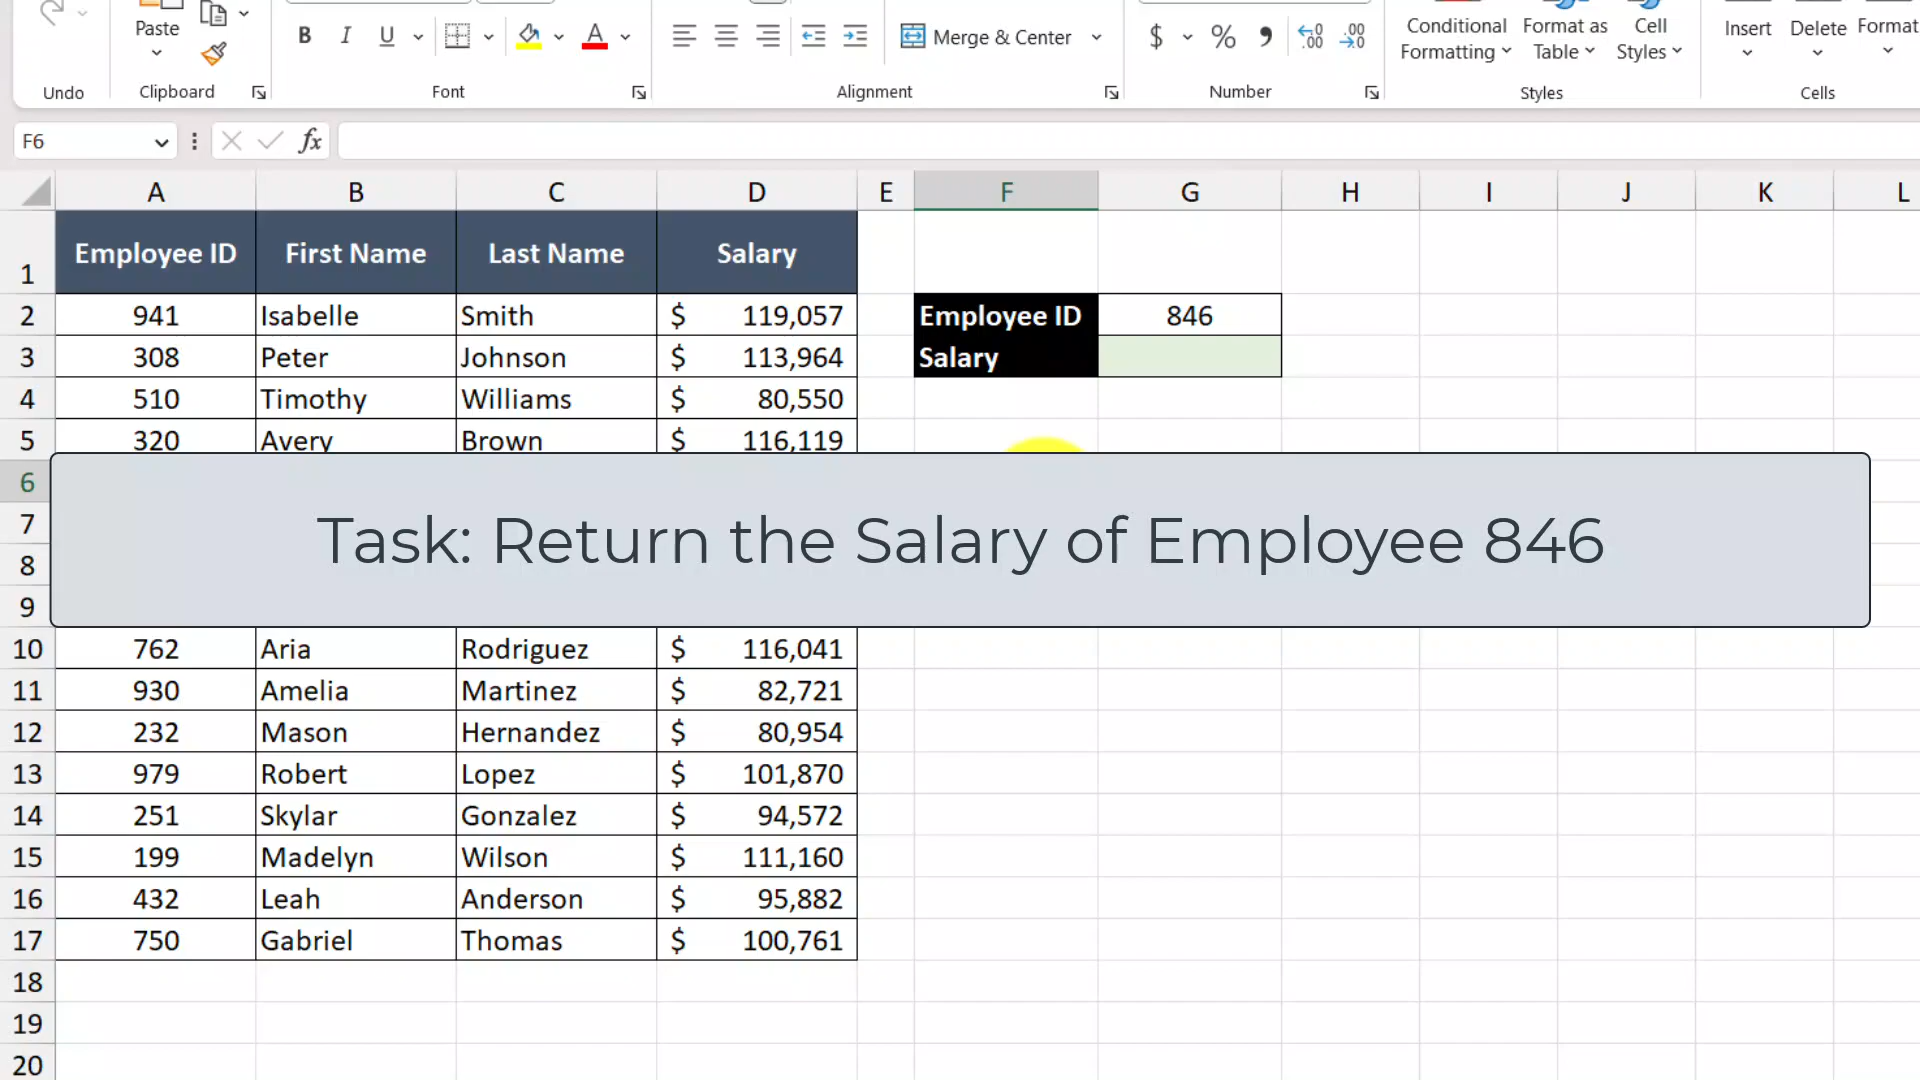 Paste
B I U A
Merge & Center
$ % 9 .00 .00
Conditional Formatting
Format as Table
Cell Styles
Insert Delete Format
Undo Clipboard Font Alignment Number Styles Cells
F6 fx
A B C D E F G H I J K L
1 Employee ID First Name Last Name Salary
2 941 Isabelle Smith $ 119,057 Employee ID 846
3 308 Peter Johnson $ 113,964 Salary
4 510 Timothy Williams $ 80,550
5 320 Avery Brown $ 116,119
6
7
Task: Return the Salary of Employee 846
8
9
10 762 Aria Rodriguez $ 116,041
11 930 Amelia Martinez $ 82,721
12 232 Mason Hernandez $ 80,954
13 979 Robert Lopez $ 101,870
14 251 Skylar Gonzalez $ 94,572
15 199 Madelyn Wilson $ 111,160
16 432 Leah Anderson $ 95,882
17 750 Gabriel Thomas $ 100,761
18
19
20